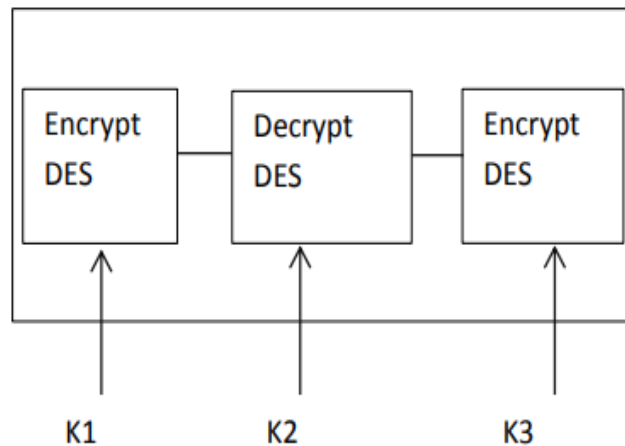 Encrypt
DES
Decrypt
DES
Encrypt
DES
K1
K2
K3